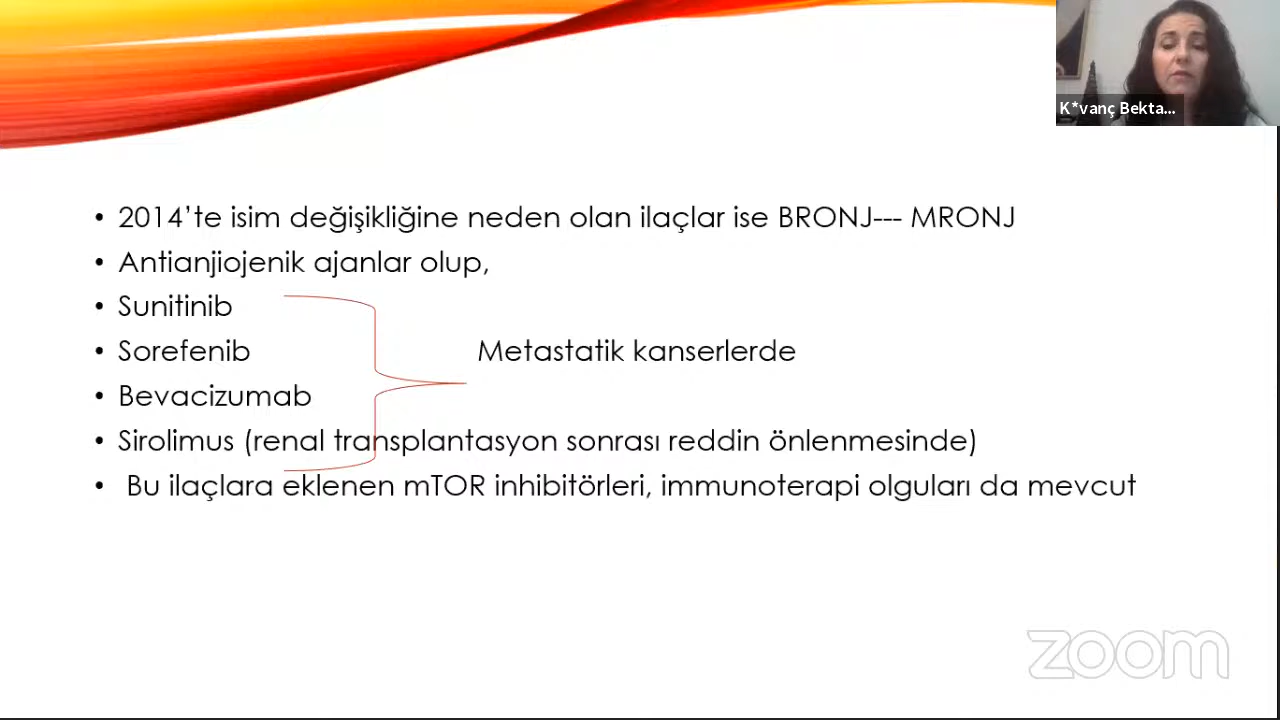 K*vanç Bekta...
• 2014’te isim değişikliğine neden olan ilaçlar ise BRONJ--- MRONJ
• Antianjiojenik ajanlar olup,
• Sunitinib
• Sorefenib Metastatik kanserlerde
• Bevacizumab
• Sirolimus (renal transplantasyon sonrası reddin önlenmesinde)
• Bu ilaçlara eklenen mTOR inhibitörleri, immunoterapi olguları da mevcut
zoom